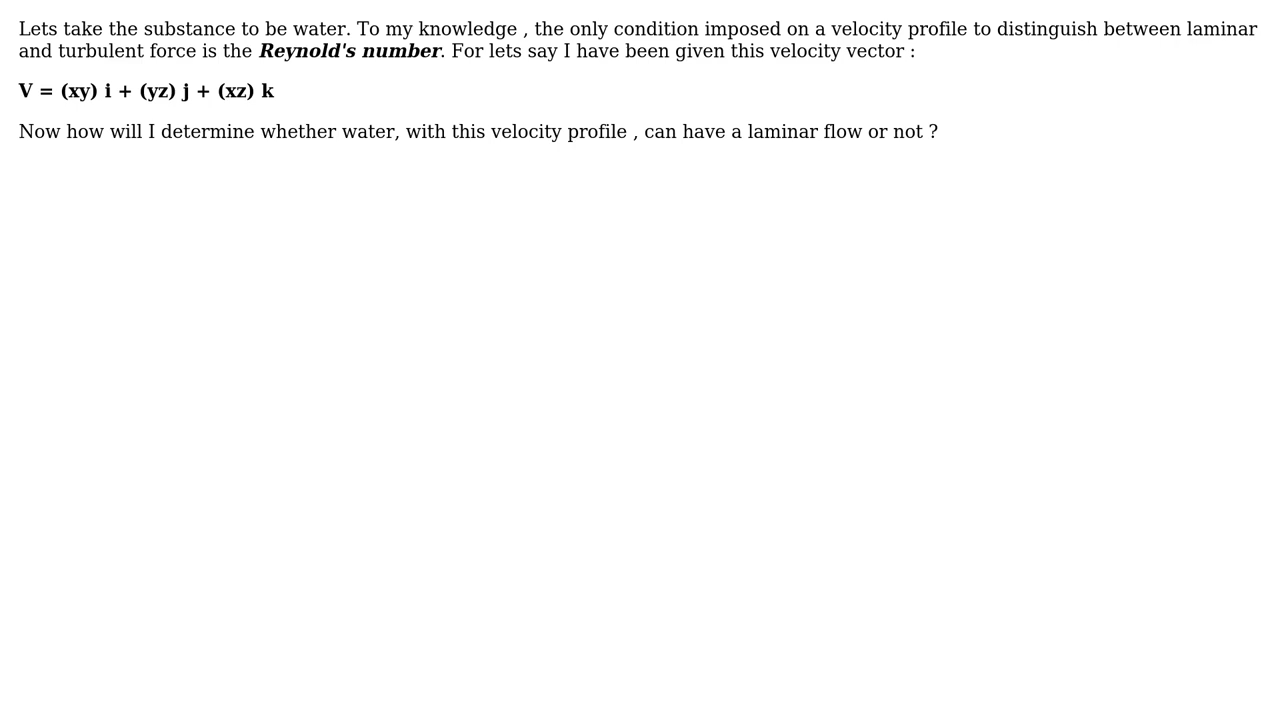 Lets take the substance to be water. To my knowledge , the only condition imposed on a velocity profile to distinguish between laminar
and turbulent force is the Reynold's number. For lets say I have been given this velocity vector :
V = (xy) i + (yz) j + (xz) k
Now how will I determine whether water, with this velocity profile , can have a laminar flow or not ?